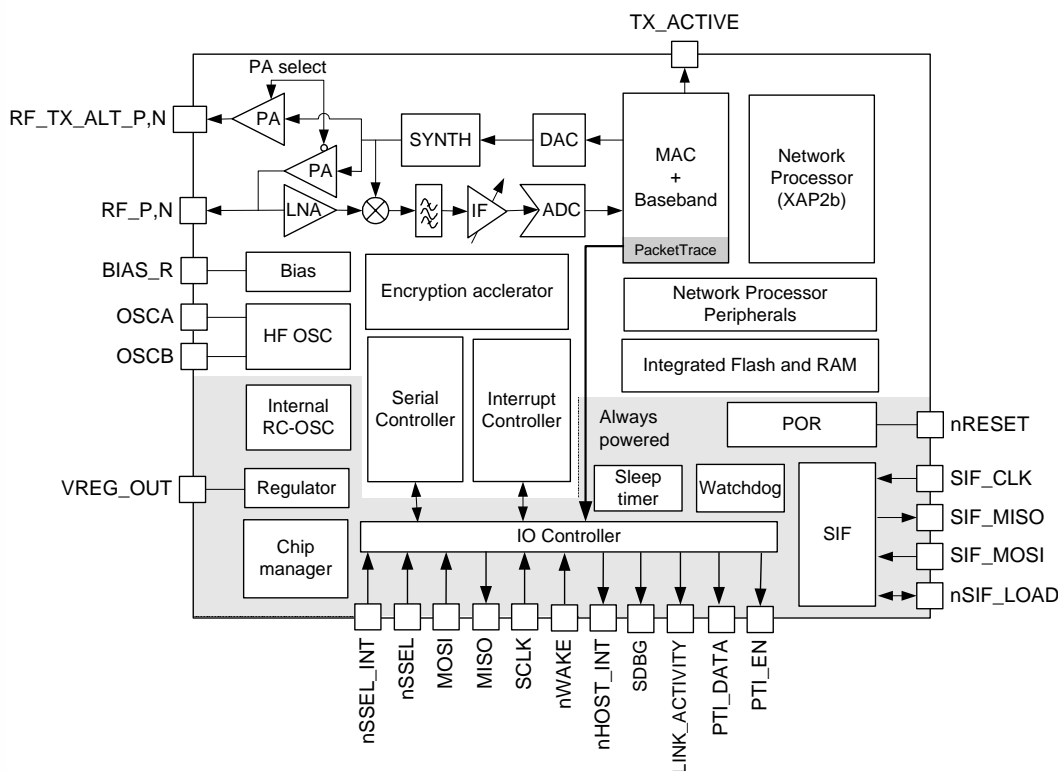 TX_ACTIVE
PA select
RF_TX_ALT_P,N
PA
SYNTH
DAC
MAC
+
Baseband
Network
Processor
(XAP2b)
PA
RF_P,N
LNA
IF
ADC
PacketTrace
BIAS_R
Bias
Encryption acclerator
Network Processor
Peripherals
OSCA
HF OSC
OSCB
Integrated Flash and RAM
Serial
Controller
Interrupt
Controller
Internal
RC-OSC
Always
powered
POR
nRESET
VREG_OUT
Regulator
Sleep
timer
Watchdog
SIF
SIF_CLK
SIF_MISO
SIF_MOSI
nSIF_LOAD
IO Controller
Chip
manager
nSSEL_INT
nSSEL
MOSI
MISO
SCLK
nWAKE
nHOST_INT
SDBG
LINK_ACTIVITY
PTI_DATA
PTI_EN